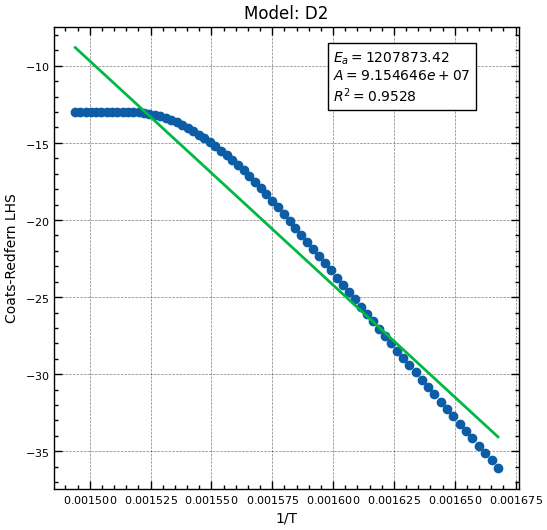 Model: D2
E_a = 1207873.42
A = 9.154646e + 07
R² = 0.9528
Coats-Redfern LHS
−10
−15
−20
−25
−30
−35
0.001500 0.001525 0.001550 0.001575 0.001600 0.001625 0.001650 0.001675
1/T